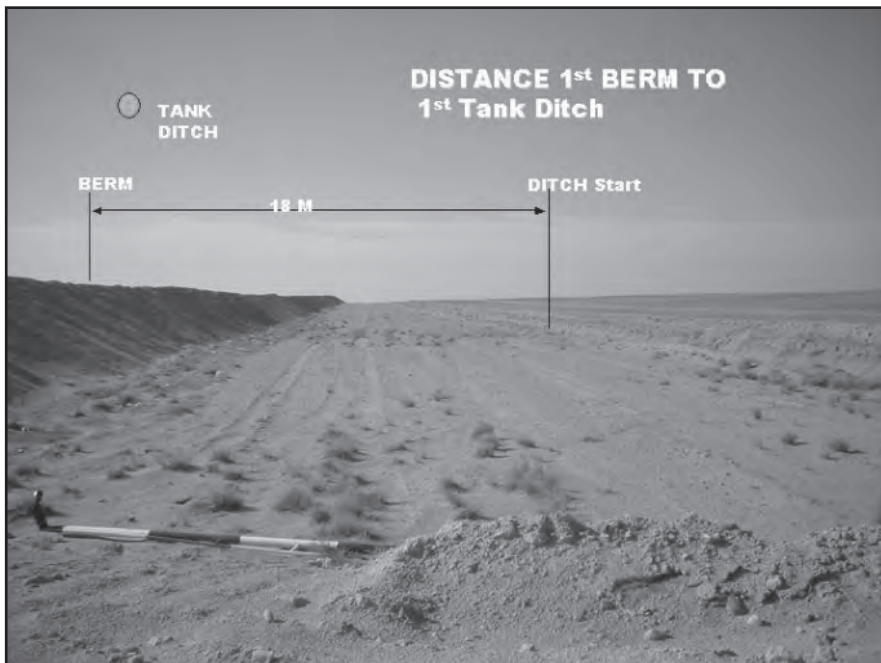 DISTANCE 1st BERM TO
1st Tank Ditch
TANK
DITCH
BERM
DITCH Start
18 M